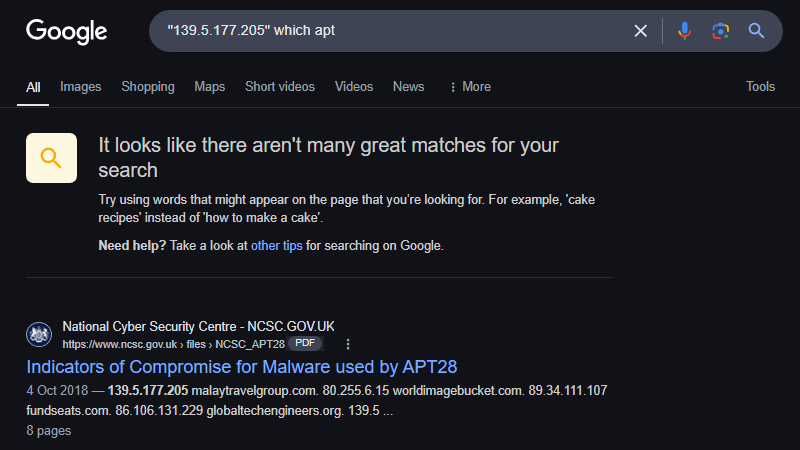 Google
"139.5.177.205" which apt
All Images Shopping Maps Short videos Videos News More Tools
It looks like there aren't many great matches for your
search
Try using words that might appear on the page that you're looking for. For example, 'cake
recipes' instead of 'how to make a cake'.
Need help? Take a look at other tips for searching on Google.
National Cyber Security Centre - NCSC.GOV.UK
https://www.ncsc.gov.uk › files › NCSC_APT28 PDF
Indicators of Compromise for Malware used by APT28
4 Oct 2018 — 139.5.177.205 malaytravelgroup.com. 80.255.6.15 worldimagebucket.com. 89.34.111.107
fundseats.com. 86.106.131.229 globaltechengineers.org. 139.5 ...
8 pages